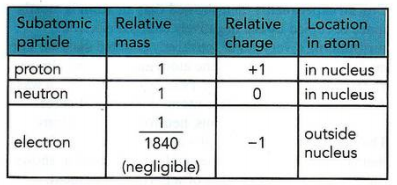 Subatomic particle Relative mass Relative charge Location in atom
proton 1 +1 in nucleus
neutron 1 0 in nucleus
electron 1/1840 (negligible) −1 outside nucleus